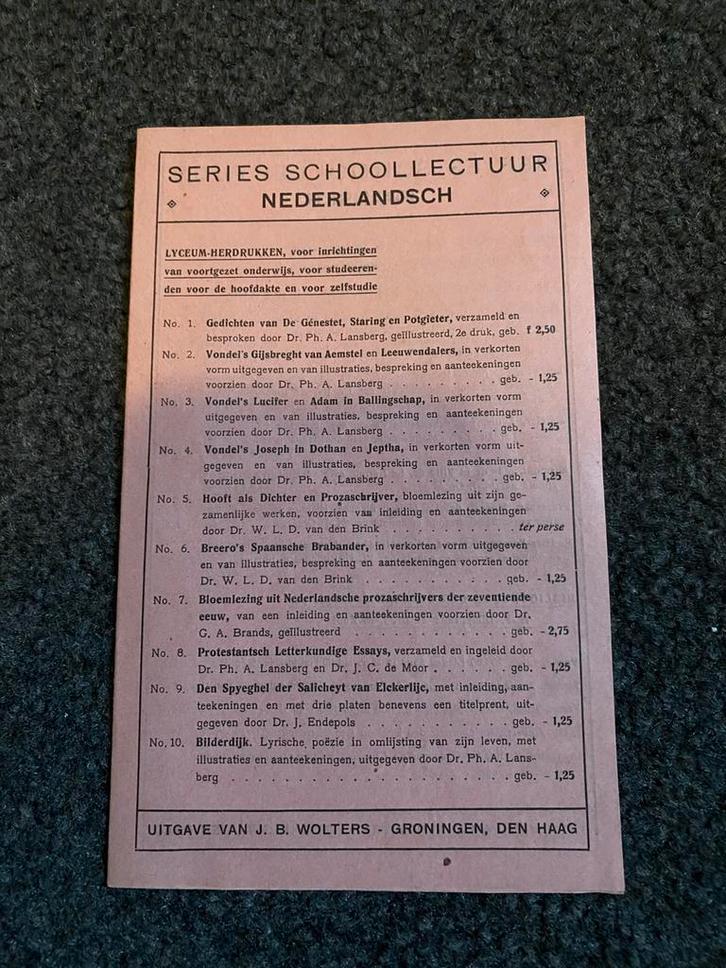 SERIES SCHOOLLECTUUR
NEDERLANDSCH
LYCEUM-HERDRUKKEN, voor inrichtingen
van voortgezet onderwijs, voor studeeren-
den voor de hoofdakte en voor zelfstudie
No. 1. Gedichten van De Génestet, Staring en Potgieter, verzameld en
besproken door Dr. Ph. A. Lansberg, geïllustreerd, 2e druk, geb. f 2,50
No. 2. Vondel's Gijsbreght van Aemstel en Leeuwendalers, in verkorten
vorm uitgegeven en van illustraties, bespreking en aanteekeningen
voorzien door Dr. Ph. A. Lansberg . . . . . . . . . geb. - 1,25
No. 3. Vondel's Lucifer en Adam in Ballingschap, in verkorten vorm
uitgegeven en van illustraties, bespreking en aanteekeningen
voorzien door Dr. Ph. A. Lansberg . . . . . . . . . geb. - 1,25
No. 4. Vondel's Joseph in Dothan en Jeptha, in verkorten vorm uit-
gegeven en van illustraties, bespreking en aanteekeningen
voorzien door Dr. Ph. A. Lansberg . . . . . . . . . geb. - 1,25
No. 5. Hooft als Dichter en Prozaschrijver, bloemlezing uit zijn ge-
zamenlijke werken, voorzien van inleiding en aanteekeningen
door Dr. W. L. D. van den Brink . . . . . . . . . . ter perse
No. 6. Breero's Spaansche Brabander, in verkorten vorm uitgegeven
en van illustraties, bespreking en aanteekeningen voorzien door
Dr. W. L. D. van den Brink . . . . . . . . . . . geb. - 1,25
No. 7. Bloemlezing uit Nederlandsche prozaschrijvers der zeventiende
eeuw, van een inleiding en aanteekeningen voorzien door Dr.
G. A. Brands, geïllustreerd . . . . . . . . . . . . geb. - 2,75
No. 8. Protestantsch Letterkundige Essays, verzameld en ingeleid door
Dr. Ph. A. Lansberg en Dr. J. C. de Moor . . . . . . geb. - 1,25
No. 9. Den Spyeghel der Salicheyt van Elckerlijc, met inleiding, aan-
teekeningen en met drie platen benevens een titelprent, uit-
gegeven door Dr. J. Endepols . . . . . . . . . . . geb. - 1,25
No. 10. Bilderdijk. Lyrische poëzie in omlijsting van zijn leven, met
illustraties en aanteekeningen, uitgegeven door Dr. Ph. A. Lans-
berg . . . . . . . . . . . . . . . . . . . . . . geb. - 1,25
UITGAVE VAN J. B. WOLTERS - GRONINGEN, DEN HAAG